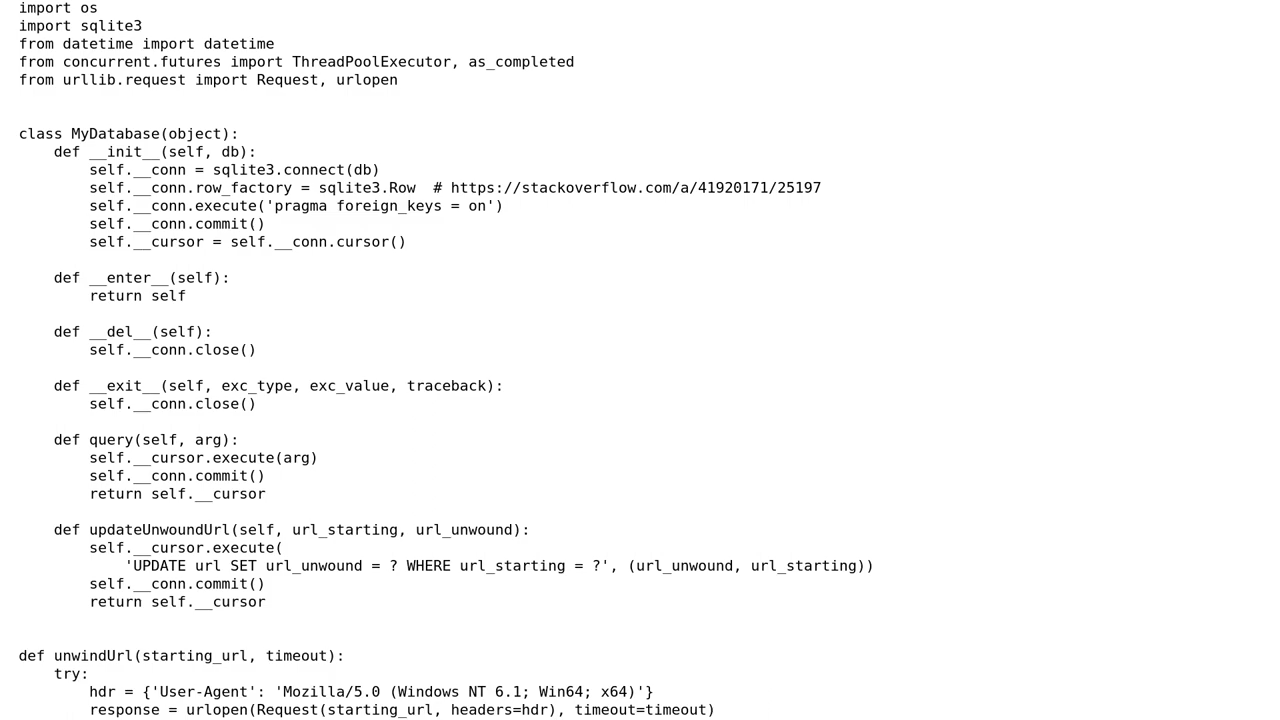 import os
import sqlite3
from datetime import datetime
from concurrent.futures import ThreadPoolExecutor, as_completed
from urllib.request import Request, urlopen


class MyDatabase(object):
    def __init__(self, db):
        self.__conn = sqlite3.connect(db)
        self.__conn.row_factory = sqlite3.Row  # https://stackoverflow.com/a/41920171/25197
        self.__conn.execute('pragma foreign_keys = on')
        self.__conn.commit()
        self.__cursor = self.__conn.cursor()

    def __enter__(self):
        return self

    def __del__(self):
        self.__conn.close()

    def __exit__(self, exc_type, exc_value, traceback):
        self.__conn.close()

    def query(self, arg):
        self.__cursor.execute(arg)
        self.__conn.commit()
        return self.__cursor

    def updateUnwoundUrl(self, url_starting, url_unwound):
        self.__cursor.execute(
            'UPDATE url SET url_unwound = ? WHERE url_starting = ?', (url_unwound, url_starting))
        self.__conn.commit()
        return self.__cursor


def unwindUrl(starting_url, timeout):
    try:
        hdr = {'User-Agent': 'Mozilla/5.0 (Windows NT 6.1; Win64; x64)'}
        response = urlopen(Request(starting_url, headers=hdr), timeout=timeout)